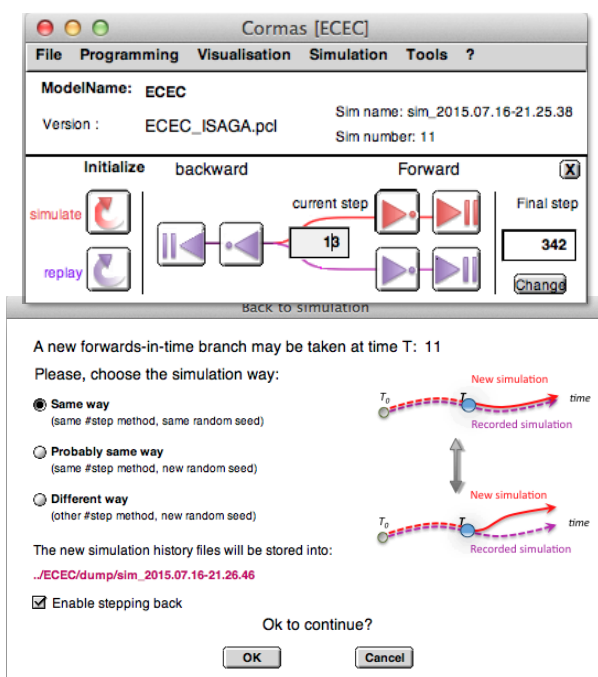 Cormas [ECEC]
File Programming Visualisation Simulation Tools ?
ModelName: ECEC
Version : ECEC_ISAGA.pcl
Sim name: sim_2015.07.16-21.25.38
Sim number: 11
Initialize backward Forward X
simulate
current step
Final step
13
342
replay
Change
Back to simulation
A new forwards-in-time branch may be taken at time T: 11
Please, choose the simulation way:
Same way
(same #step method, same random seed)
Probably same way
(same #step method, new random seed)
Different way
(other #step method, new random seed)
New simulation
T0 T time
Recorded simulation
New simulation
T0 T time
Recorded simulation
The new simulation history files will be stored into:
../ECEC/dump/sim_2015.07.16-21.26.46
Enable stepping back
Ok to continue?
OK Cancel